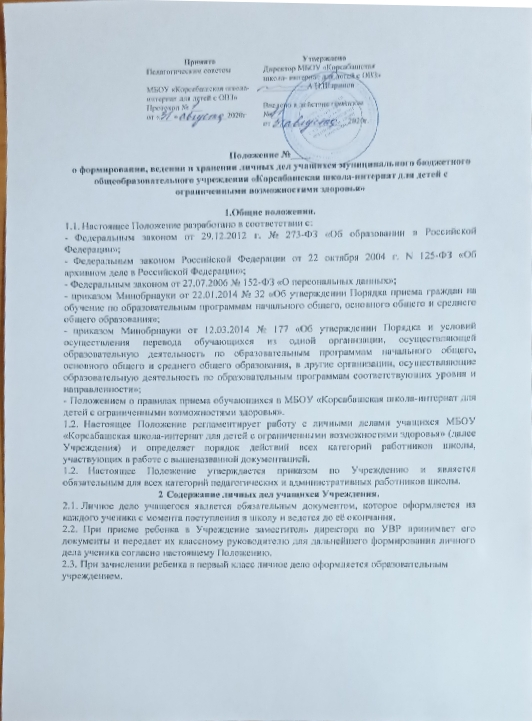 Принято
Педагогическим советом
МБОУ «Корсабашская школа-
интернат для детей с ОВЗ»
Протокол № 1
от 31 августа 2020г
Утверждено
Директор МБОУ «Корсабашская
школа- интернат для детей с ОВЗ»
Введено в действие приказом
№
от 31 августа 2020г.
Положение №____
о формировании, ведении и хранении личных дел учащихся муниципального бюджетного
общеобразовательного учреждения «Корсабашская школа-интернат для детей с
ограниченными возможностями здоровья»
1.Общие положения.
1.1. Настоящее Положение разработано в соответствии с:
- Федеральным законом от 29.12.2012 г. № 273-ФЗ «Об образовании в Российской
Федерации»;
- Федеральным законом Российской Федерации от 22 октября 2004 г. N 125-ФЗ «Об
архивном деле в Российской Федерации»;
- Федеральным законом от 27.07.2006 № 152-ФЗ «О персональных данных»;
- приказом Минобрнауки от 22.01.2014 № 32 «Об утверждении Порядка приема граждан на
обучение по образовательным программам начального общего, основного общего и среднего
общего образования»;
- приказом Минобрнауки от 12.03.2014 № 177 «Об утверждении Порядка и условий
осуществления перевода обучающихся из одной организации, осуществляющей
образовательную деятельность по образовательным программам начального общего,
основного общего и среднего общего образования, в другие организации, осуществляющие
образовательную деятельность по образовательным программам соответствующих уровня и
направленности»;
- Положением о правилах приема обучающихся в МБОУ «Корсабашская школа-интернат для
детей с ограниченными возможностями здоровья».
1.2. Настоящее Положение регламентирует работу с личными делами учащихся МБОУ
«Корсабашская школа-интернат для детей с ограниченными возможностями здоровья» (далее
Учреждения) и определяет порядок действий всех категорий работников школы,
участвующих в работе с вышеназванной документацией.
1.2. Настоящее Положение утверждается приказом по Учреждению и является
обязательным для всех категорий педагогических и административных работников школы.
2 Содержание личных дел учащихся Учреждения.
2.1. Личное дело учащегося является обязательным документом, которое оформляется на
каждого ученика с момента поступления в школу и ведется до её окончания.
2.2. При приеме ребенка в Учреждение заместитель директора по УВР принимает его
документы и передает их классному руководителю для дальнейшего формирования личного
дела ученика согласно настоящему Положению.
2.3. При зачислении ребенка в первый класс личное дело оформляется образовательным
учреждением.